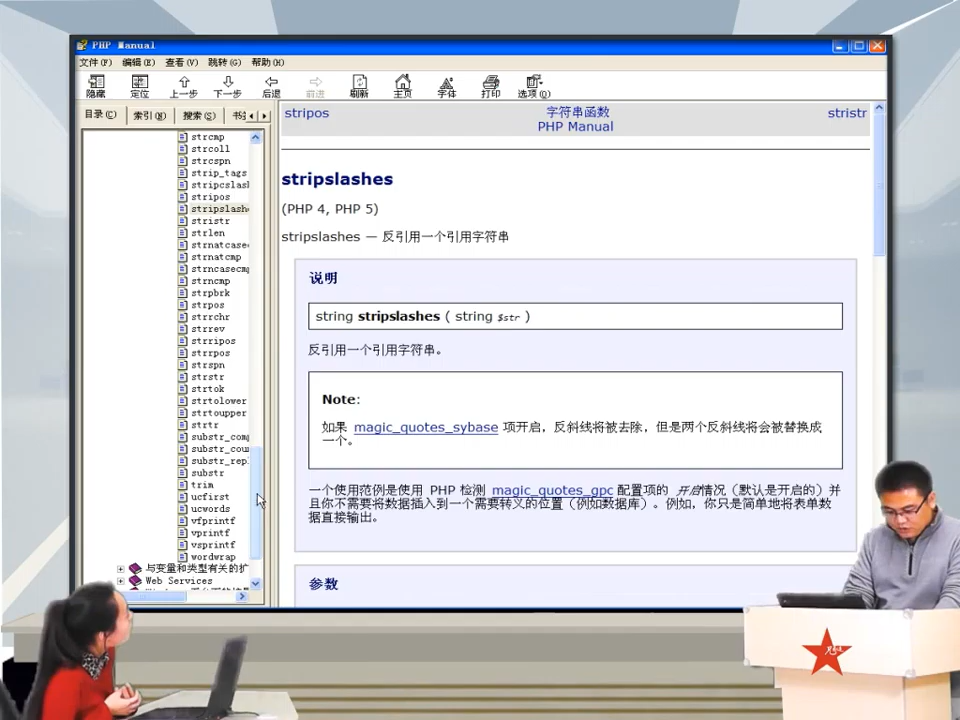 PHP Manual
文件(F) 编辑(E) 查看(V) 跳转(G) 帮助(H)
隐藏 定位 上一步 下一步 后退 前进 刷新 主页 字体 打印 选项(O)
目录(C) 索引(N) 搜索(S)
strcmp
strcoll
strcspn
strip_tags
stripcslash
stripos
stripslashe
stristr
strlen
strnatcasec
strnatcmp
strncasecmp
strncmp
strpbrk
strpos
strrchr
strrev
strripos
strrpos
strspn
strstr
strtok
strtolower
strtoupper
strtr
substr_comp
substr_coun
substr_repl
substr
trim
ucfirst
ucwords
vfprintf
vprintf
vsprintf
wordwrap
与变量和类型有关的扩
Web Services
stripos
字符串函数
PHP Manual
stristr
stripslashes
(PHP 4, PHP 5)
stripslashes — 反引用一个引用字符串
说明
string stripslashes ( string $str )
反引用一个引用字符串。
Note:
如果 magic_quotes_sybase 项开启，反斜线将被去除，但是两个反斜线将会被替换成
一个。
一个使用范例是使用 PHP 检测 magic_quotes_gpc 配置项的 开启情况（默认是开启的）并
且你不需要将数据插入到一个需要转义的位置（例如数据库）。例如，你只是简单地将表单数
据直接输出。
参数